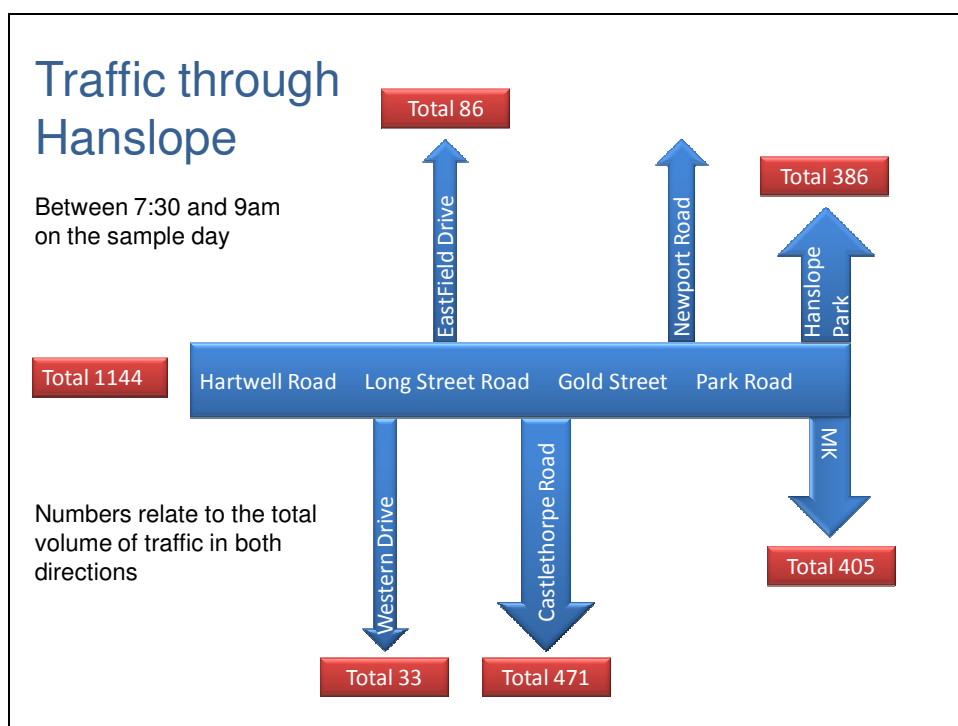 Traffic through
Hanslope
Between 7:30 and 9am
on the sample day
Total 86
Total 386
EastField Drive
Newport Road
Hanslope
Park
Total 1144
Hartwell Road
Long Street Road
Gold Street
Park Road
Western Drive
Castlethorpe Road
MK
Numbers relate to the total
volume of traffic in both
directions
Total 405
Total 33
Total 471